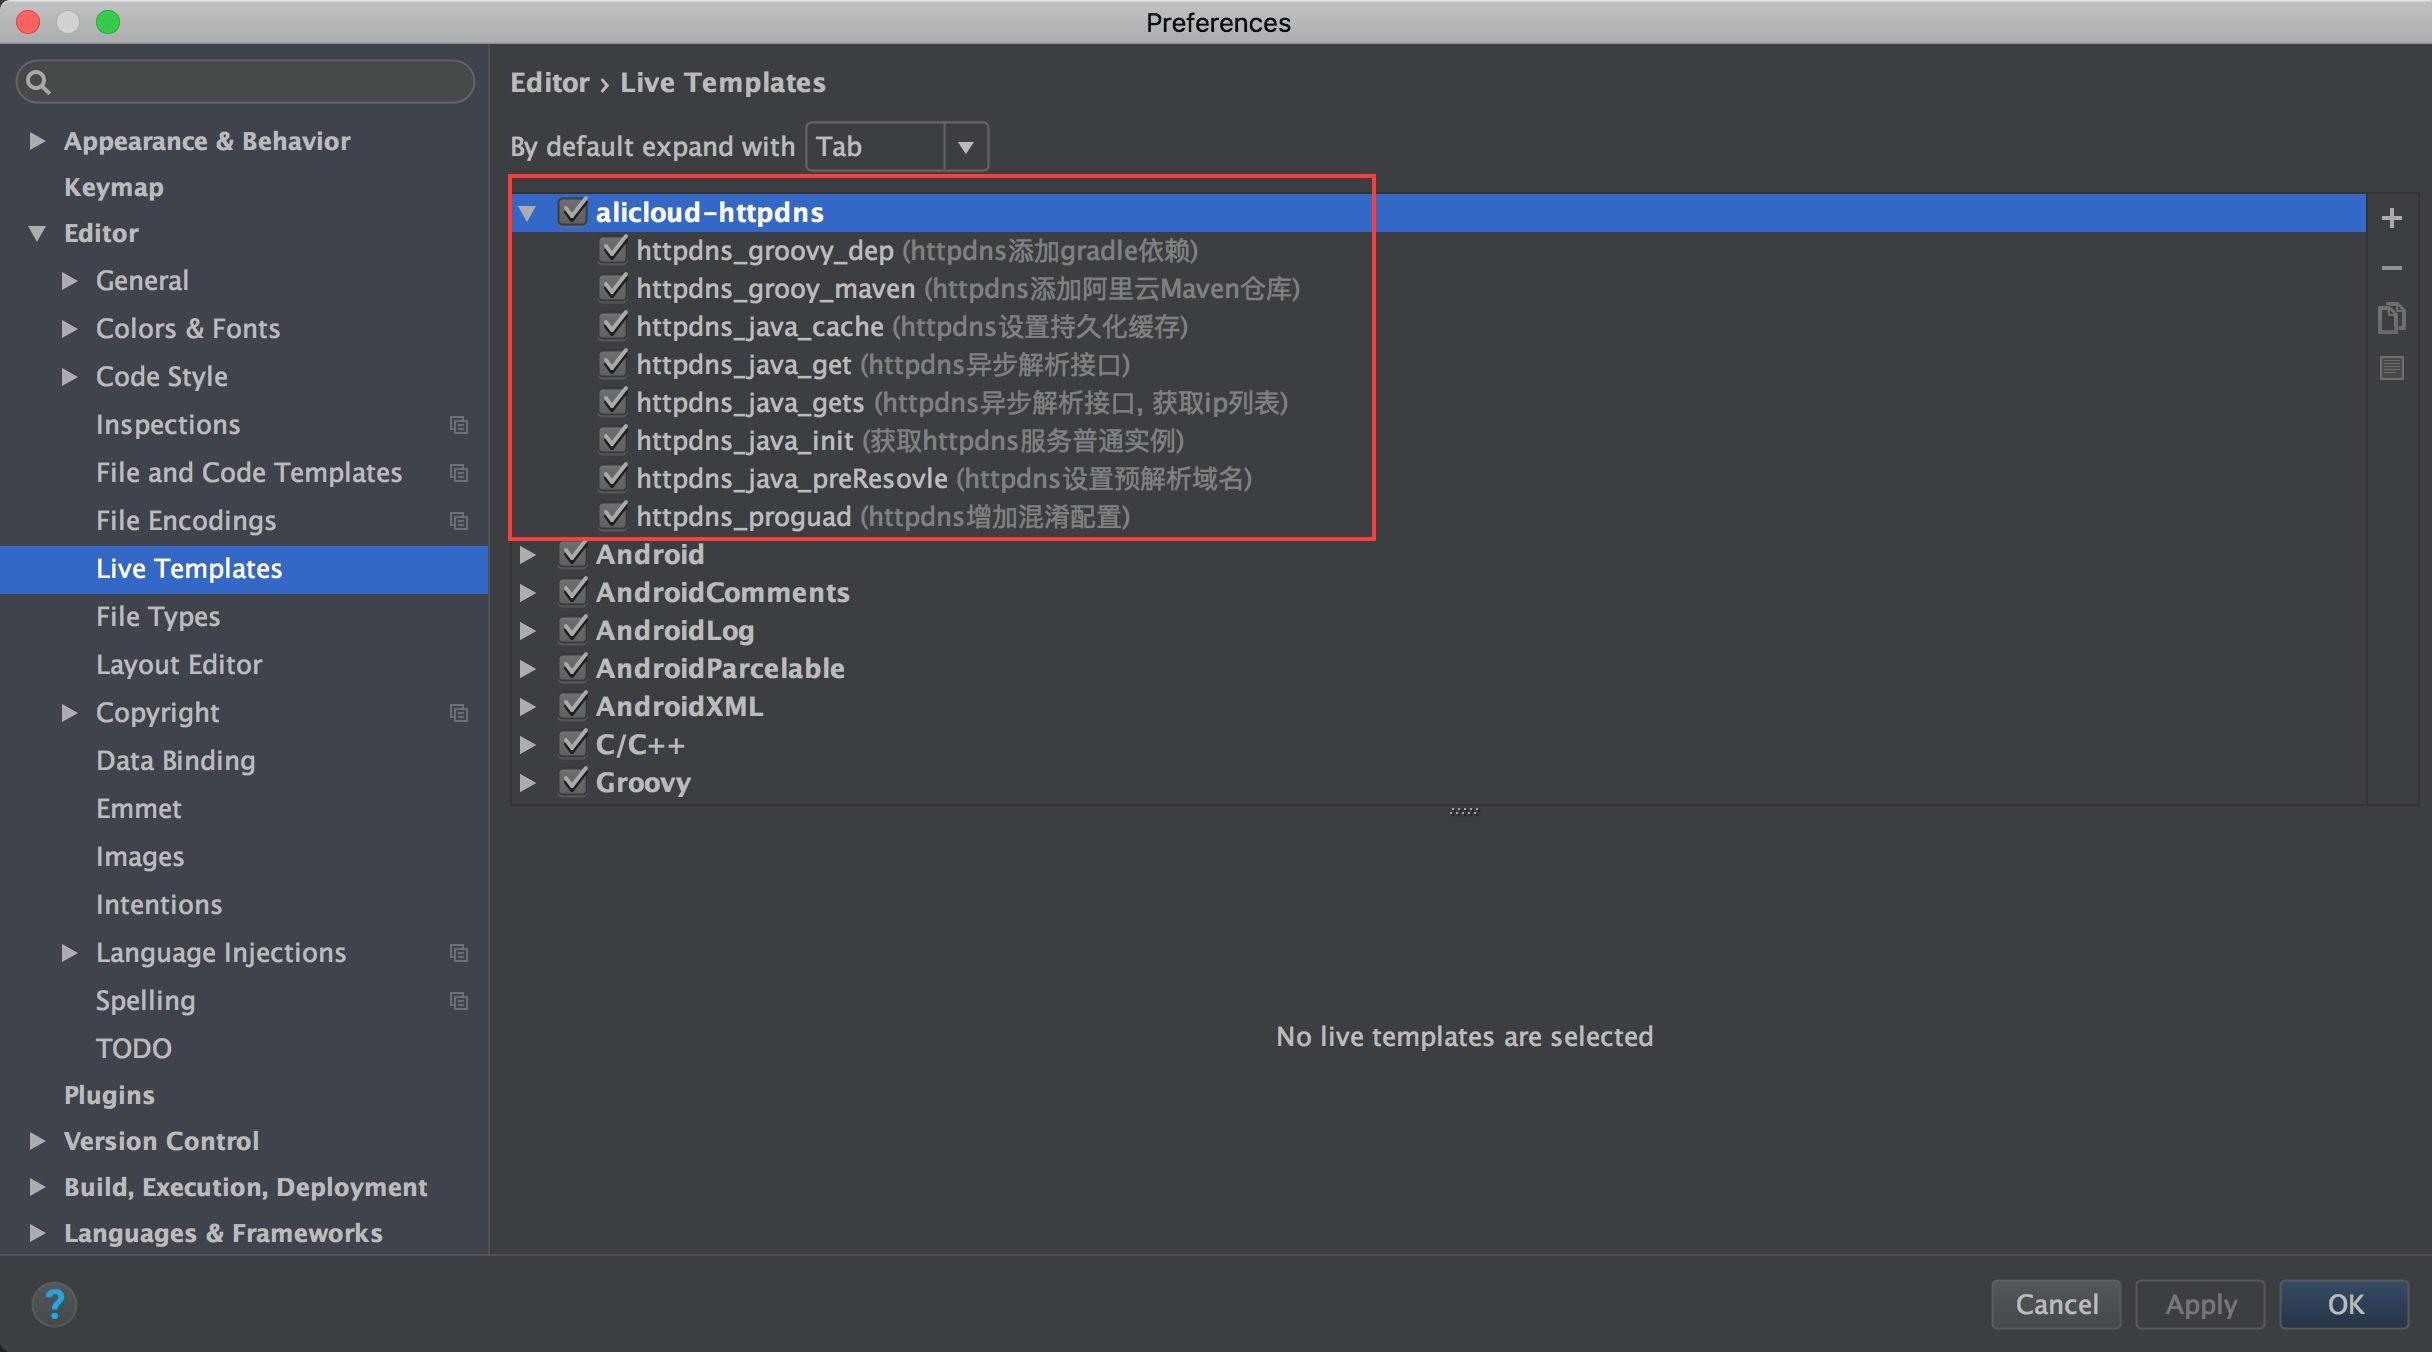 Preferences
Appearance & Behavior
Keymap
Editor
General
Colors & Fonts
Code Style
Inspections
File and Code Templates
File Encodings
Live Templates
File Types
Layout Editor
Copyright
Data Binding
Emmet
Images
Intentions
Language Injections
Spelling
TODO
Plugins
Version Control
Build, Execution, Deployment
Languages & Frameworks
Editor › Live Templates
By default expand with Tab
alicloud-httpdns
httpdns_groovy_dep (httpdns添加gradle依赖)
httpdns_grooy_maven (httpdns添加阿里云Maven仓库)
httpdns_java_cache (httpdns设置持久化缓存)
httpdns_java_get (httpdns异步解析接口)
httpdns_java_gets (httpdns异步解析接口, 获取ip列表)
httpdns_java_init (获取httpdns服务普通实例)
httpdns_java_preResovle (httpdns设置预解析域名)
httpdns_proguad (httpdns增加混淆配置)
Android
AndroidComments
AndroidLog
AndroidParcelable
AndroidXML
C/C++
Groovy
No live templates are selected
?
Cancel
Apply
OK